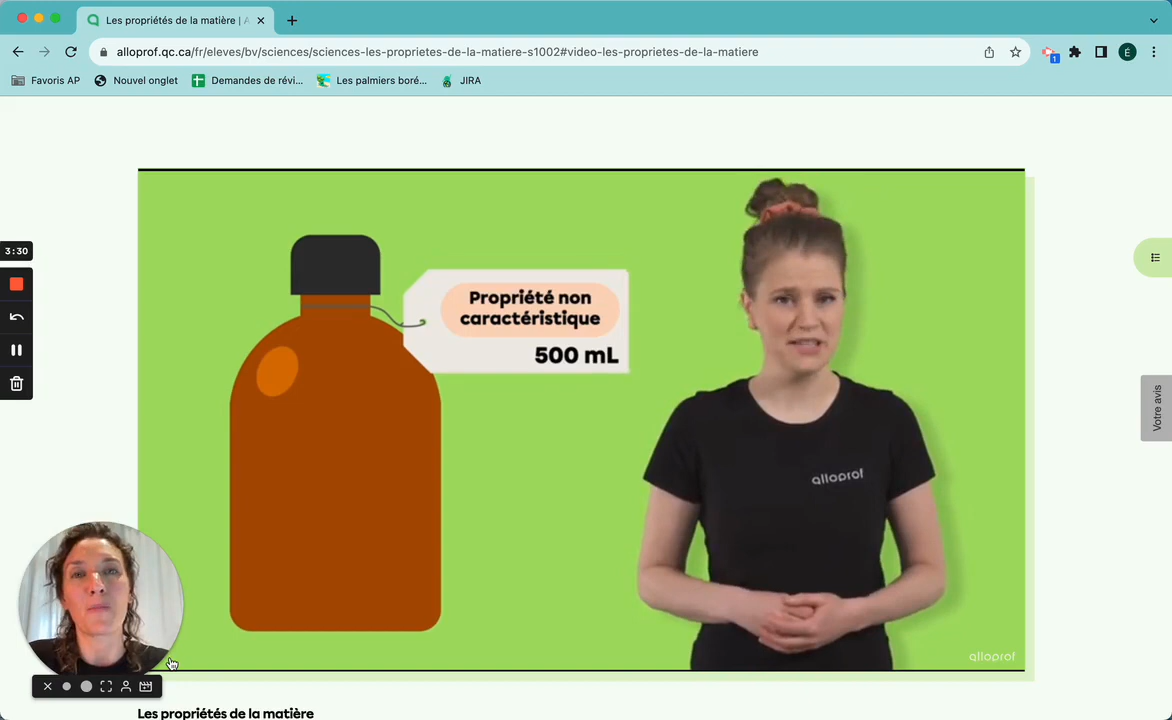 Les propriétés de la matière | A
alloprof.qc.ca/fr/eleves/bv/sciences/sciences-les-proprietes-de-la-matiere-s1002#video-les-proprietes-de-la-matiere
1
É
Favoris AP
Nouvel onglet
Demandes de révi...
Les palmiers boré...
JIRA
3:30
Propriété non
caractéristique
500 mL
alloprof
Votre avis
alloprof
Les propriétés de la matière